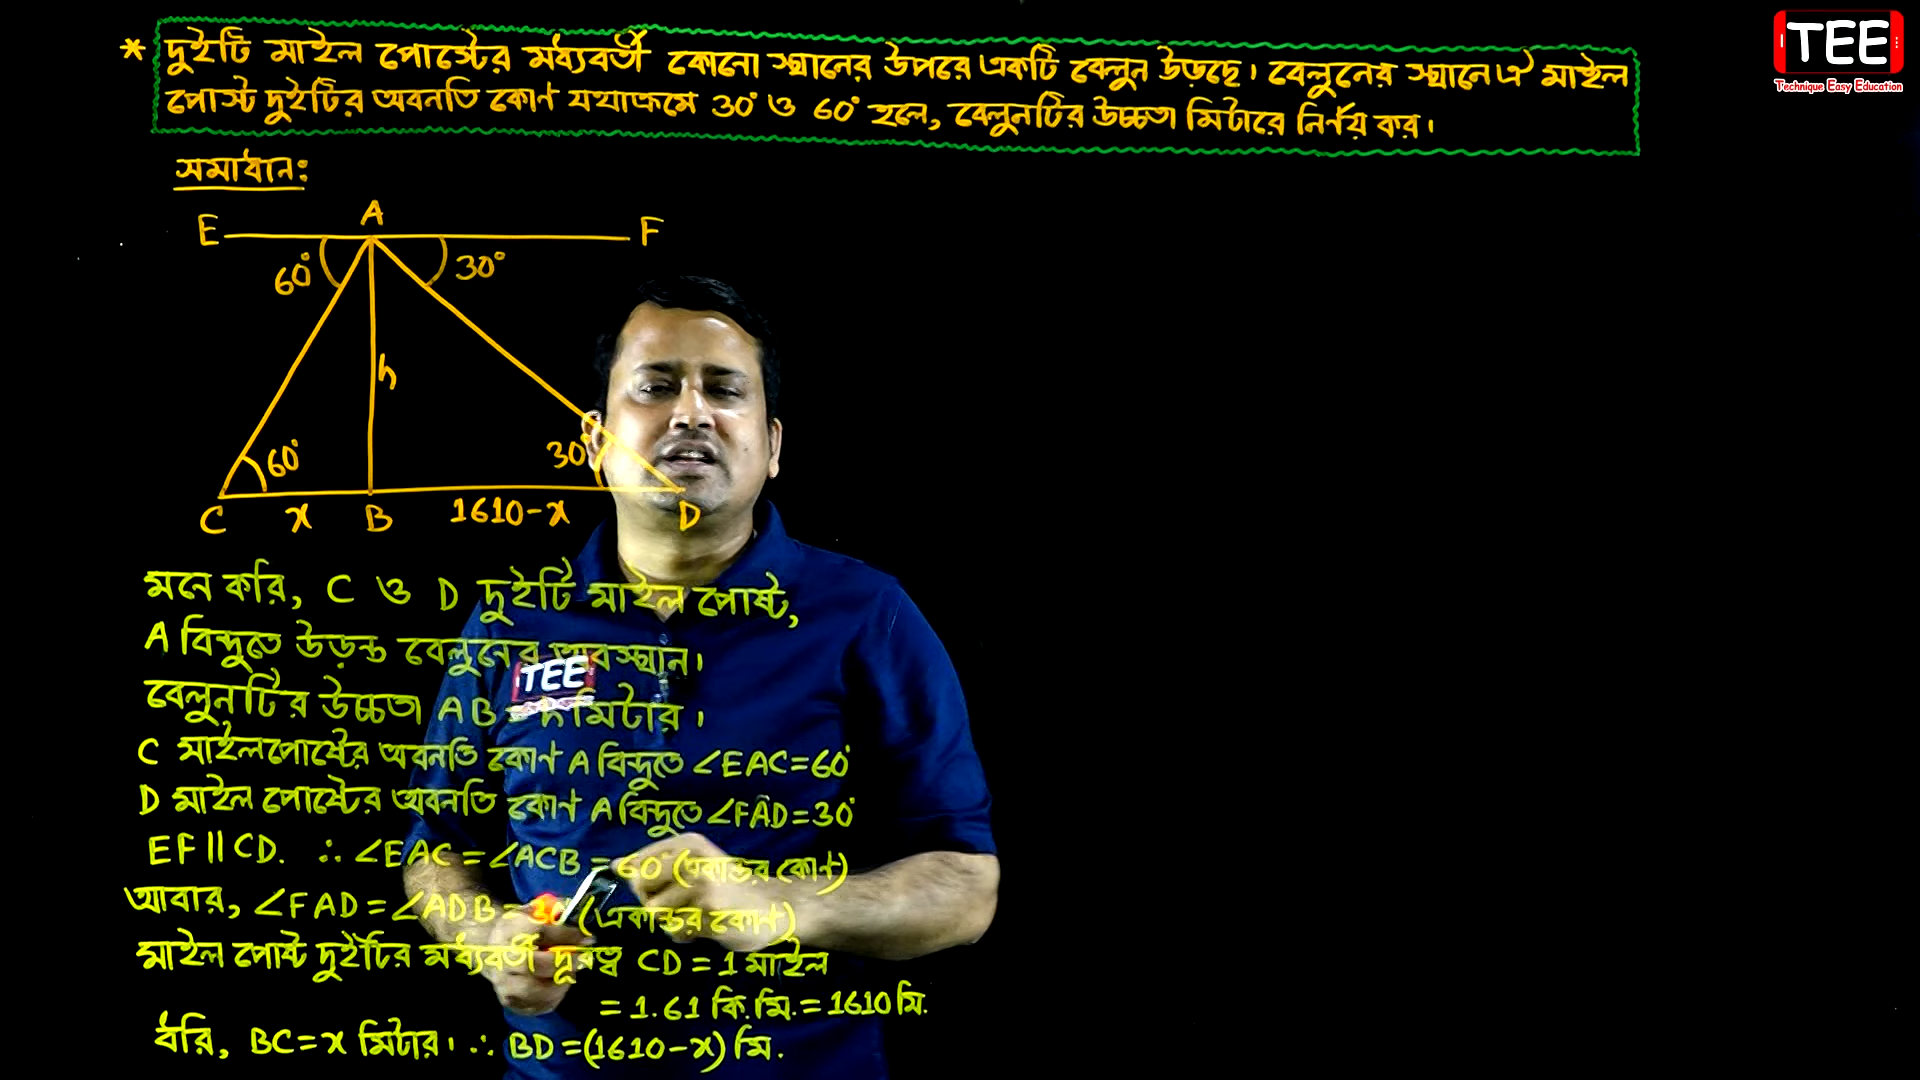 * দুইটি মাইল পোস্টের মধ্যবর্তী কোনো স্থানের উপরে একটি বেলুন উড়ছে। বেলুনের স্থানে ঐ মাইল
পোস্ট দুইটির অবনতি কোণ যথাক্রমে 30° ও 60° হলে, বেলুনটির উচ্চতা মিটারে নির্ণয় কর।
TEE
Technique Easy Education
সমাধান:
E A F
60° 30°
h
60° 30°
C x B 1610-x D
মনে করি, C ও D দুইটি মাইল পোষ্ট,
A বিন্দুতে উড়ন্ত বেলুনের অবস্থান।
TEE
বেলুনটির উচ্চতা AB = h মিটার।
C মাইলপোষ্টের অবনতি কোণ A বিন্দুতে ∠EAC=60°
D মাইল পোষ্টের অবনতি কোণ A বিন্দুতে ∠FAD=30°
EF||CD. ∴ ∠EAC=∠ACB=60° (একান্তর কোণ)
আবার, ∠FAD=∠ADB=30° (একান্তর কোণ)
মাইল পোষ্ট দুইটির মধ্যবর্তী দূরত্ব CD = 1 মাইল
= 1.61 কি.মি. = 1610 মি.
ধরি, BC=x মিটার। ∴ BD=(1610-x) মি.